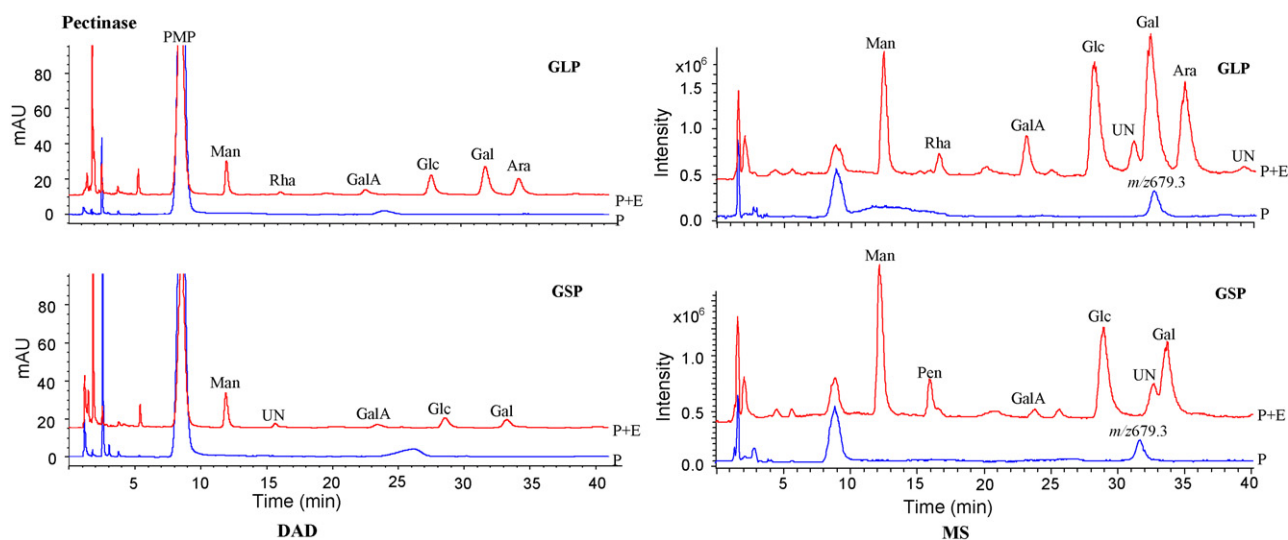 Pectinase
PMP
GLP
mAU
80
60
40
20
0
Man
Rha
GalA
Glc
Gal
Ara
P+E
P
GSP
mAU
80
60
40
20
0
Man
UN
GalA
Glc
Gal
P+E
P
0 5 10 15 20 25 30 35 40
Time (min)
DAD
x10⁶
GLP
Intensity
1.5
1.0
0.5
0.0
Man
Rha
GalA
Glc
UN
Gal
Ara
UN
P+E
m/z679.3
P
x10⁶
GSP
Intensity
1.0
0.5
0.0
Man
Pen
GalA
Glc
UN
Gal
P+E
m/z679.3
P
5 10 15 20 25 30 35 40
Time (min)
MS